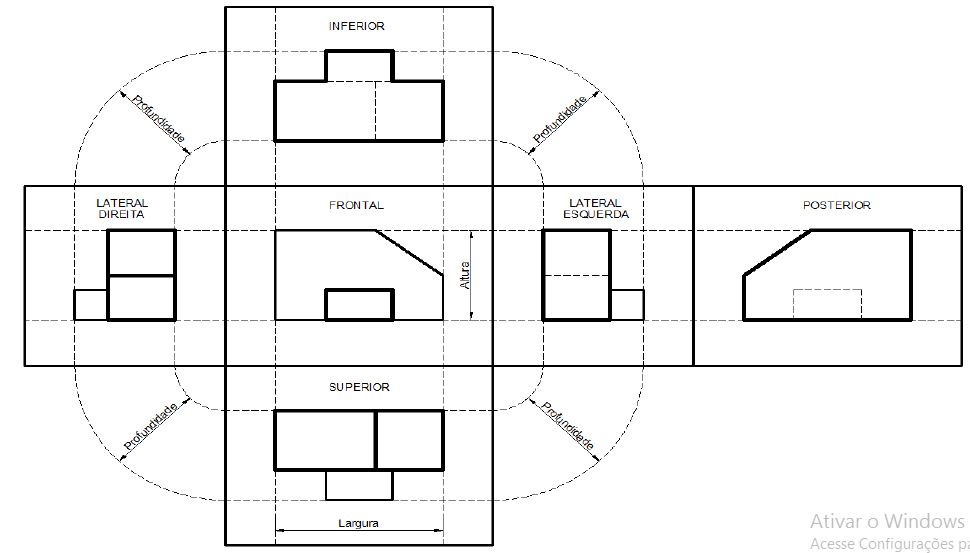 INFERIOR
Profundidade
Profundidade
LATERAL
DIREITA
FRONTAL
LATERAL
ESQUERDA
POSTERIOR
Altura
SUPERIOR
Profundidade
Profundidade
Largura
Ativar o Windows
Acesse Configurações pa